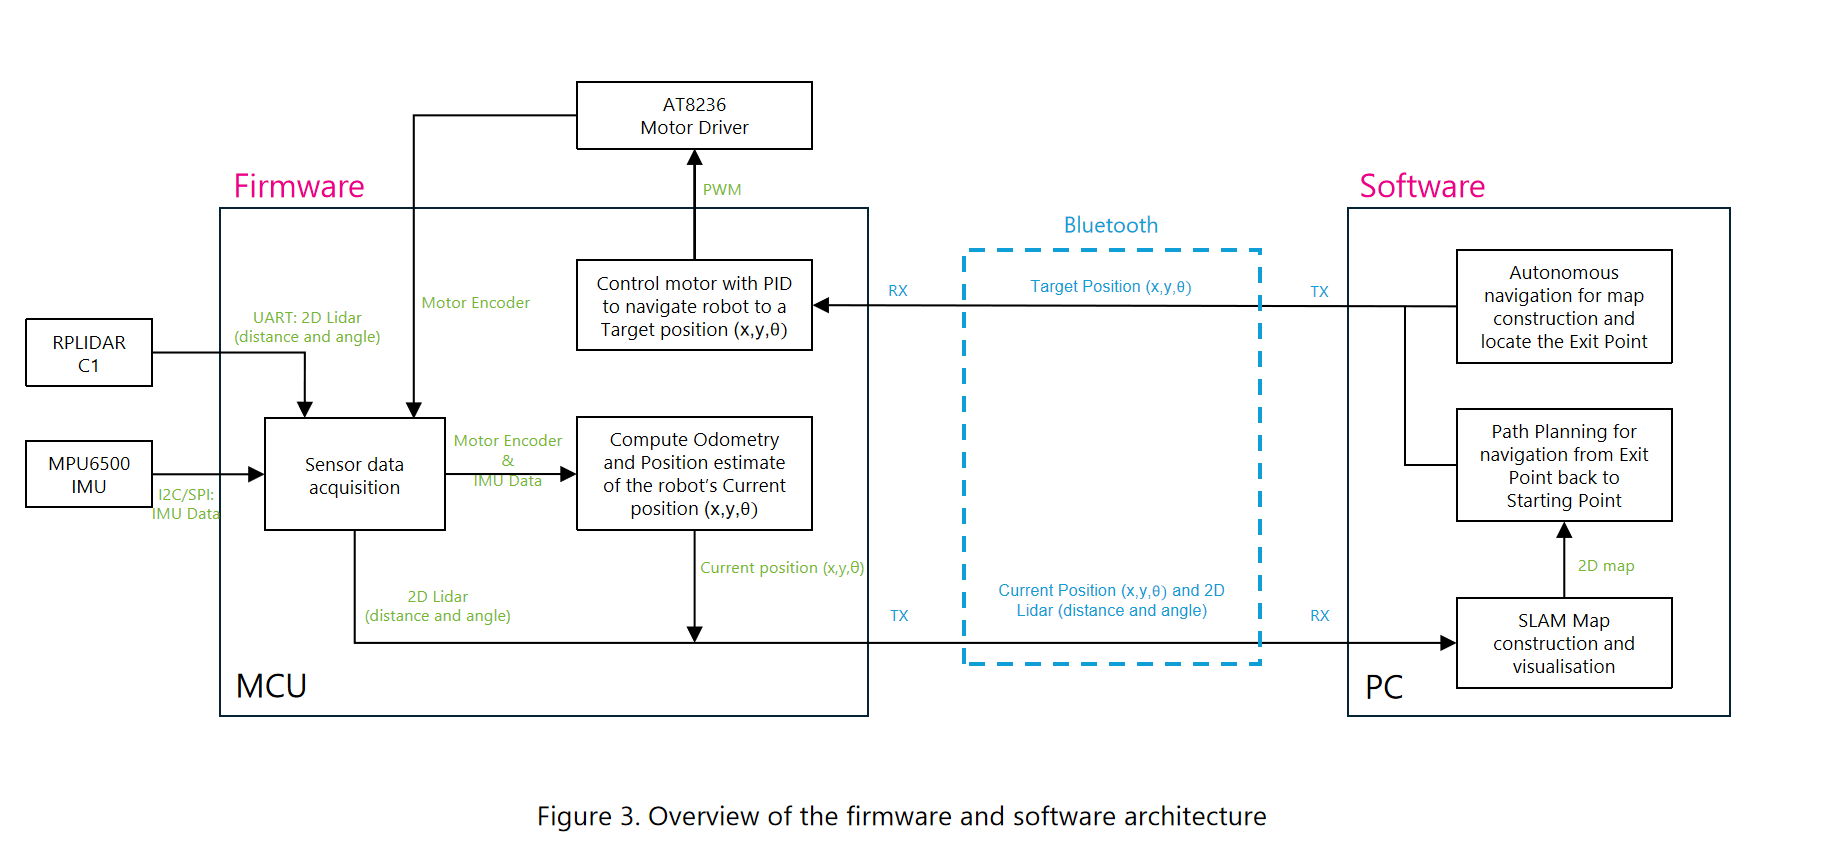 AT8236
Motor Driver
Firmware
PWM
Software
Bluetooth
Control motor with PID
to navigate robot to a
Target position (x,y,θ)
RX
Target Position (x,y,θ)
TX
Autonomous
navigation for map
construction and
locate the Exit Point
Motor Encoder
UART: 2D Lidar
(distance and angle)
RPLIDAR
C1
MPU6500
IMU
I2C/SPI:
IMU Data
Sensor data
acquisition
Motor Encoder
&
IMU Data
Compute Odometry
and Position estimate
of the robot's Current
position (x,y,θ)
Path Planning for
navigation from Exit
Point back to
Starting Point
Current position (x,y,θ)
2D map
2D Lidar
(distance and angle)
TX
Current Position (x,y,θ) and 2D
Lidar (distance and angle)
RX
SLAM Map
construction and
visualisation
MCU
PC
Figure 3. Overview of the firmware and software architecture